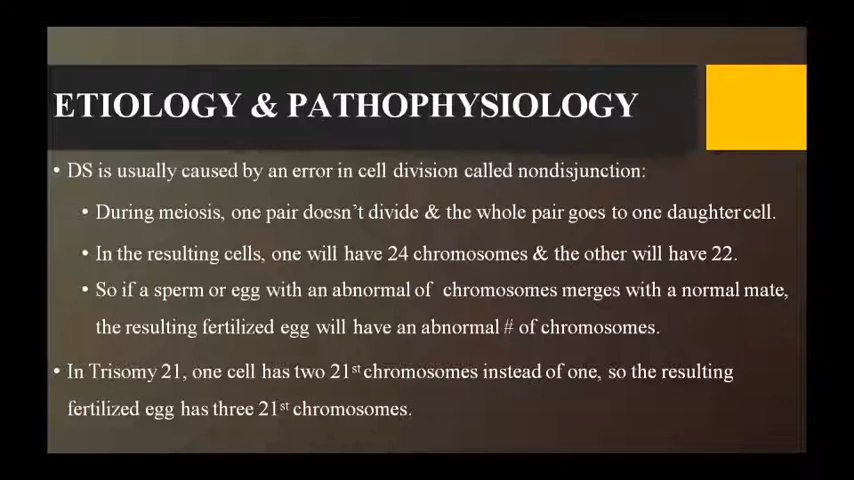 ETIOLOGY & PATHOPHYSIOLOGY
• DS is usually caused by an error in cell division called nondisjunction:
• During meiosis, one pair doesn’t divide & the whole pair goes to one daughter cell.
• In the resulting cells, one will have 24 chromosomes & the other will have 22.
• So if a sperm or egg with an abnormal of chromosomes merges with a normal mate,
the resulting fertilized egg will have an abnormal # of chromosomes.
• In Trisomy 21, one cell has two 21st chromosomes instead of one, so the resulting
fertilized egg has three 21st chromosomes.